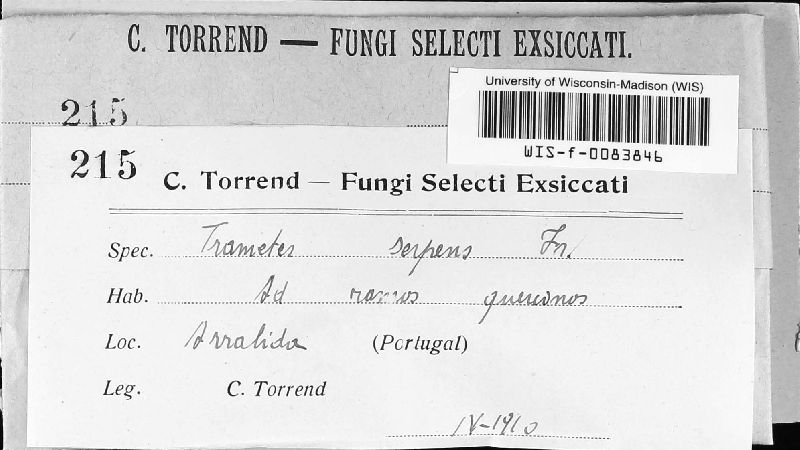 C. TORREND — FUNGI SELECTI EXSICCATI.
University of Wisconsin-Madison (WIS)
WIS-f-0083846
215
215
C. Torrend — Fungi Selecti Exsiccati
Spec. Trametes serpens Fr.
Hab. Ad ramos quercinos
Loc. Arrabida (Portugal)
Leg. C. Torrend
IV-1910